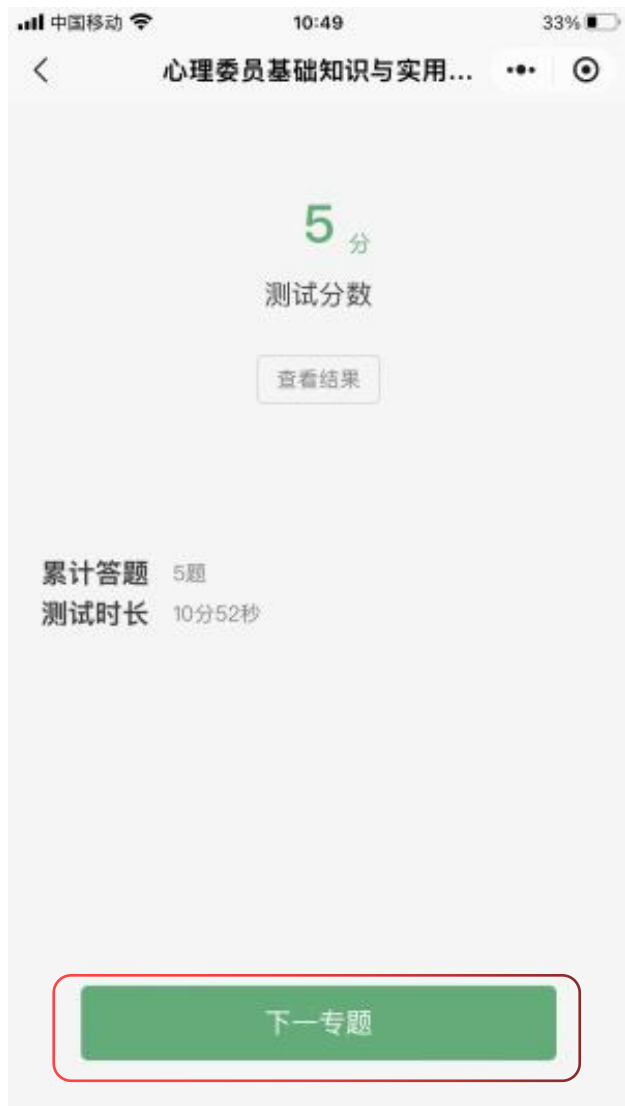 中国移动 10:49 33%
心理委员基础知识与实用...
5 分
测试分数
查看结果
累计答题 5题
测试时长 10分52秒
下一专题